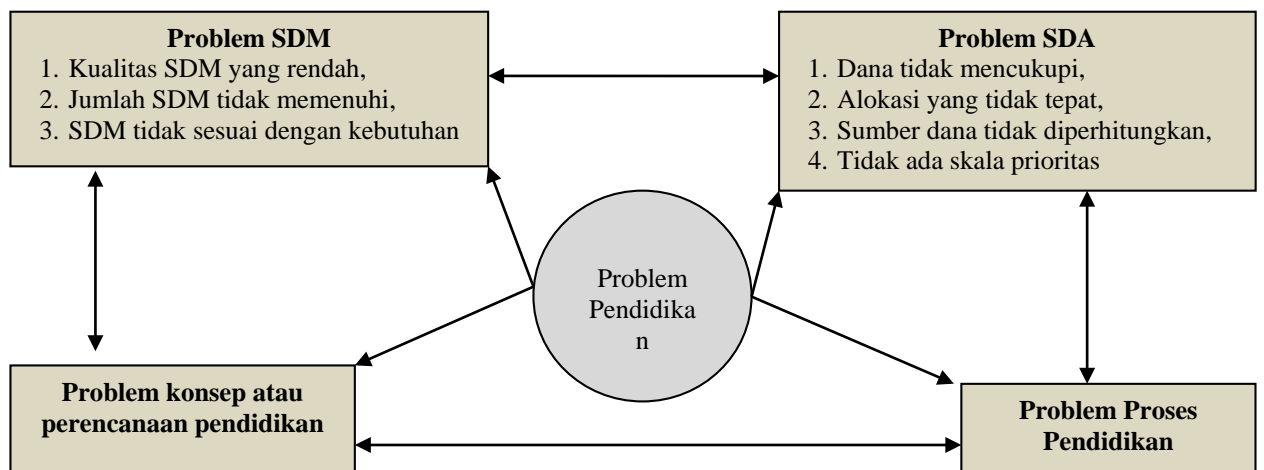 Problem SDM
1. Kualitas SDM yang rendah,
2. Jumlah SDM tidak memenuhi,
3. SDM tidak sesuai dengan kebutuhan
Problem SDA
1. Dana tidak mencukupi,
2. Alokasi yang tidak tepat,
3. Sumber dana tidak diperhitungkan,
4. Tidak ada skala prioritas
Problem
Pendidika
n
Problem konsep atau
perencanaan pendidikan
Problem Proses
Pendidikan